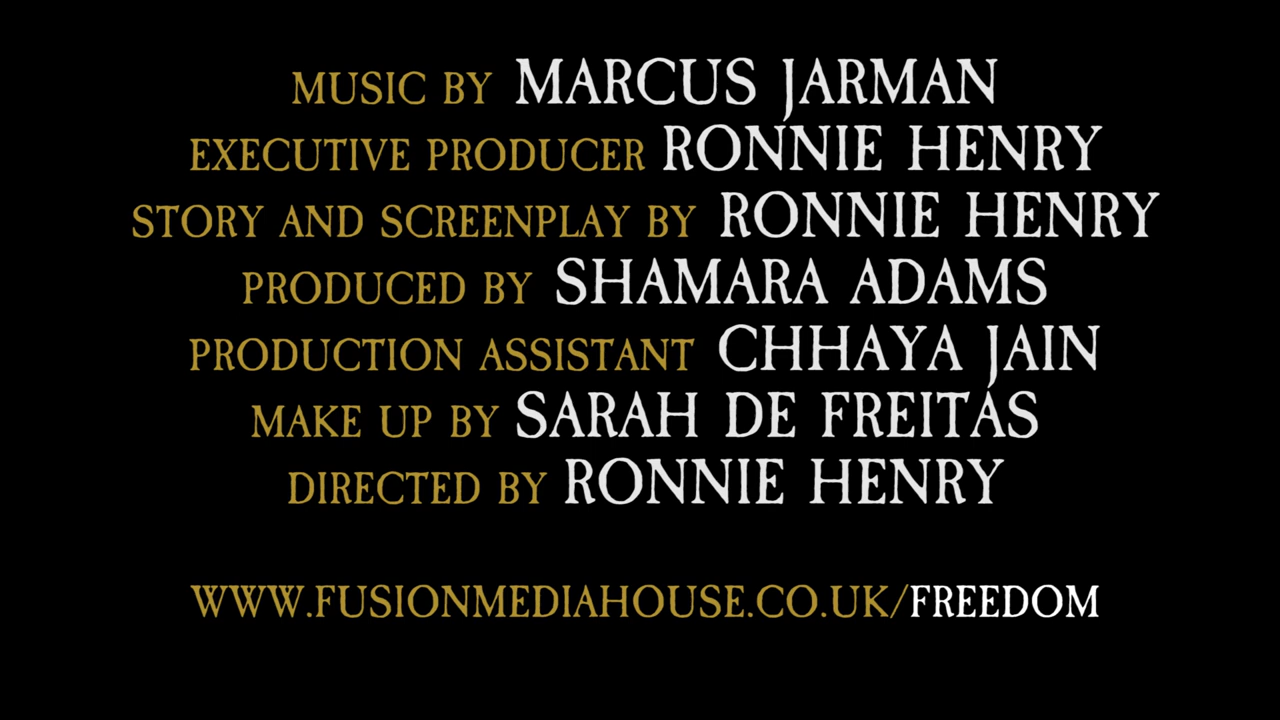 MUSIC BY MARCUS JARMAN
EXECUTIVE PRODUCER RONNIE HENRY
STORY AND SCREENPLAY BY RONNIE HENRY
PRODUCED BY SHAMARA ADAMS
PRODUCTION ASSISTANT CHHAYA JAIN
MAKE UP BY SARAH DE FREITAS
DIRECTED BY RONNIE HENRY
WWW.FUSIONMEDIAHOUSE.CO.UK/FREEDOM